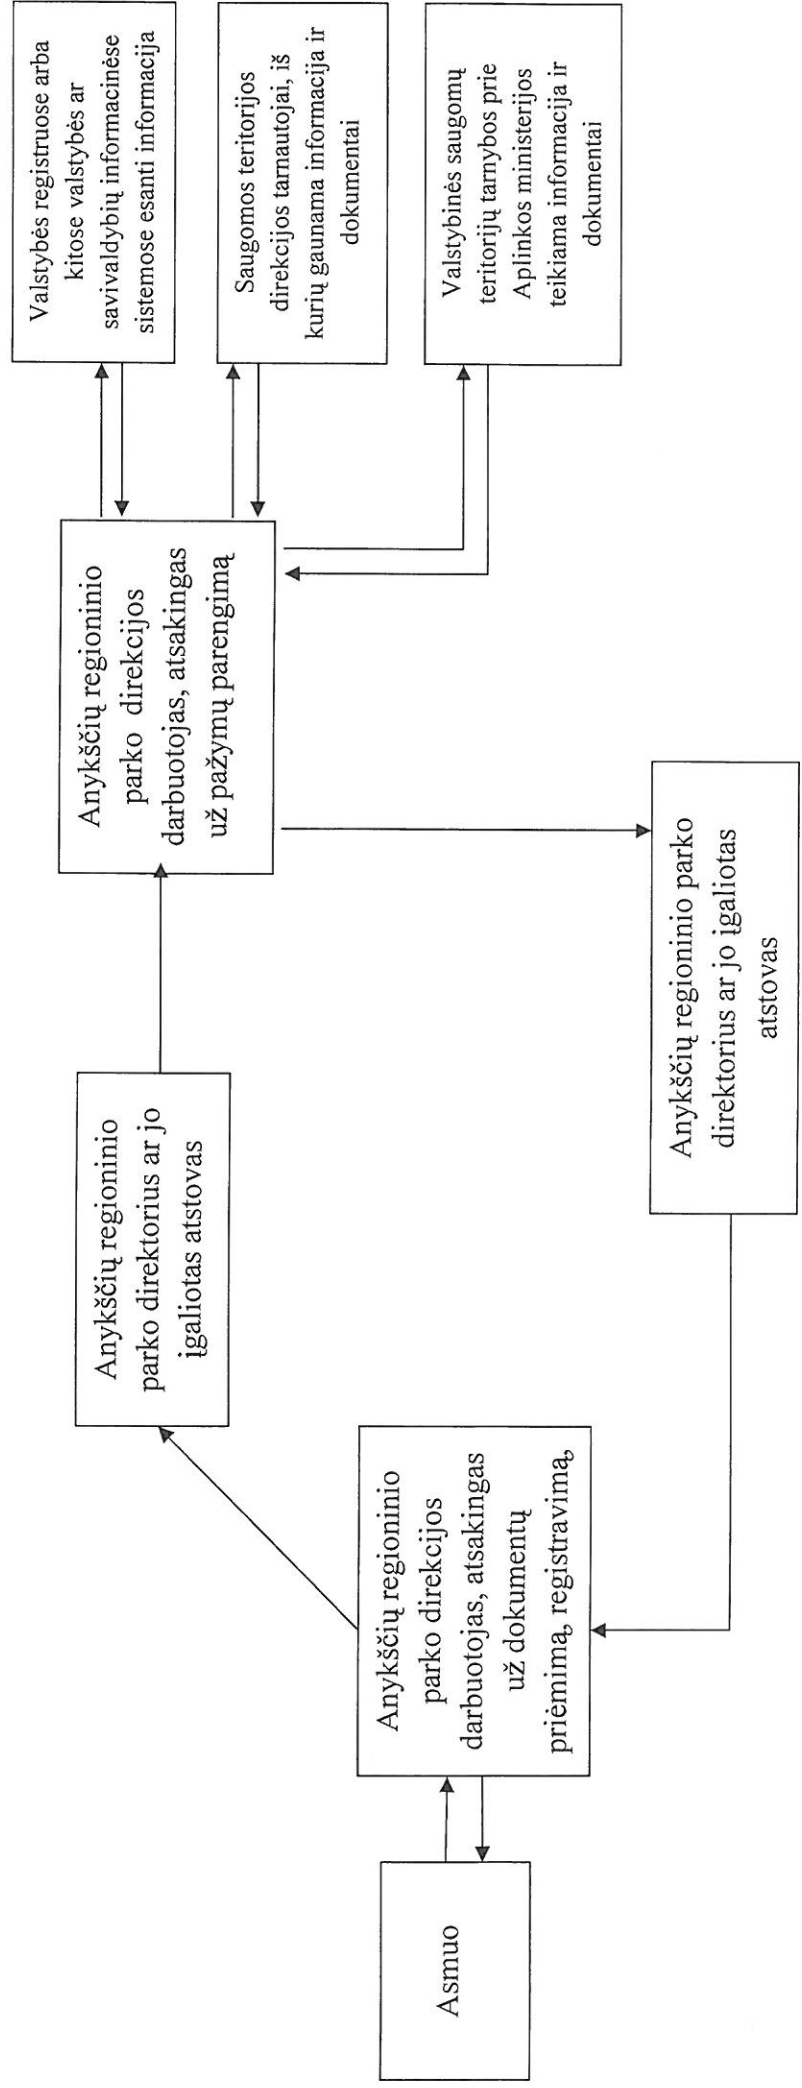 Asmuo
Anykščių regioninio
parko direkcijos
darbuotojas, atsakingas
už dokumentų
priėmimą, registravimą,
Anykščių regioninio
parko direktorius ar jo
įgaliotas atstovas
Anykščių regioninio
parko direkcijos
darbuotojas, atsakingas
už pažymų parengimą
Valstybės registruose arba
kitose valstybės ar
savivaldybių informacinėse
sistemose esanti informacija
Saugomos teritorijos
direkcijos tarnautojai, iš
kurių gaunama informacija ir
dokumentai
Valstybinės saugomų
teritorijų tarnybos prie
Aplinkos ministerijos
teikiama informacija ir
dokumentai
Anykščių regioninio parko
direktorius ar jo įgaliotas
atstovas